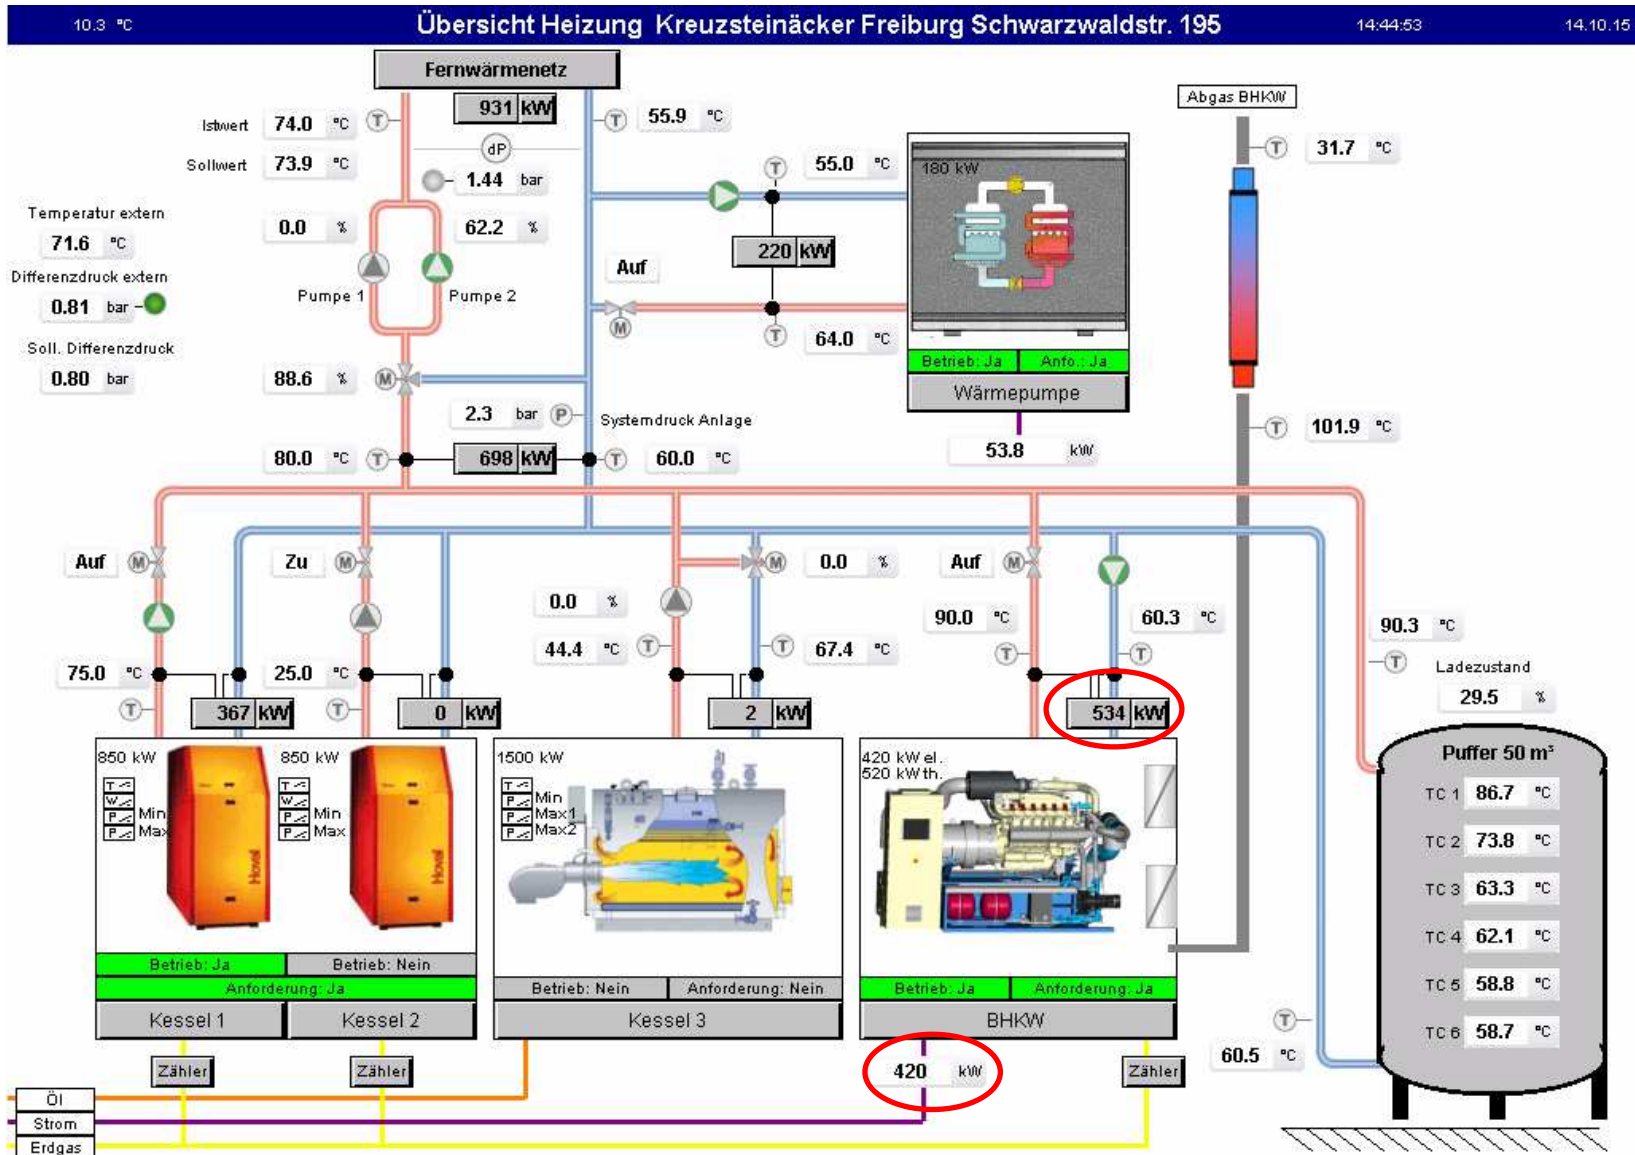 10.3 °C Übersicht Heizung Kreuzsteinäcker Freiburg Schwarzwaldstr. 195 14:44:53 14.10.15
Fernwärmenetz
931 kW
Abgas BHKW
Istwert 74.0 °C T
T 55.9 °C
T 31.7 °C
dP
Sollwert 73.9 °C
1.44 bar
T 55.0 °C
180 kW
Temperatur extern
71.6 °C
0.0 %
62.2 %
220 kW
Differenzdruck extern
0.81 bar
Pumpe 1
Pumpe 2
Auf
M
T 64.0 °C
Soll. Differenzdruck
0.80 bar
88.6 % M
Betrieb: Ja Anfo.: Ja
Wärmepumpe
2.3 bar P
Systemdruck Anlage
T 101.9 °C
80.0 °C T
698 kW
T 60.0 °C
53.8 kW
Auf M
Zu M
M 0.0 %
Auf M
0.0 %
90.0 °C
60.3 °C
90.3 °C
44.4 °C T
T 67.4 °C
T
T
T
75.0 °C
25.0 °C
Ladezustand
29.5 %
T
367 kW
T
0 kW
2 kW
534 kW
850 kW
850 kW
1500 kW
420 kW el.
520 kW th.
Puffer 50 m³
T
W
P Min
P Max
T
W
P Min
P Max
T
P Min
P Max1
P Max2
Hoval
Hoval
TC 1 86.7 °C
TC 2 73.8 °C
TC 3 63.3 °C
TC 4 62.1 °C
TC 5 58.8 °C
TC 6 58.7 °C
Betrieb: Ja Betrieb: Nein
Anforderung: Ja
Betrieb: Nein Anforderung: Nein
Betrieb: Ja Anforderung: Ja
Kessel 1 Kessel 2 Kessel 3 BHKW
T
60.5 °C
Zähler Zähler 420 kW Zähler
Öl
Strom
Erdgas